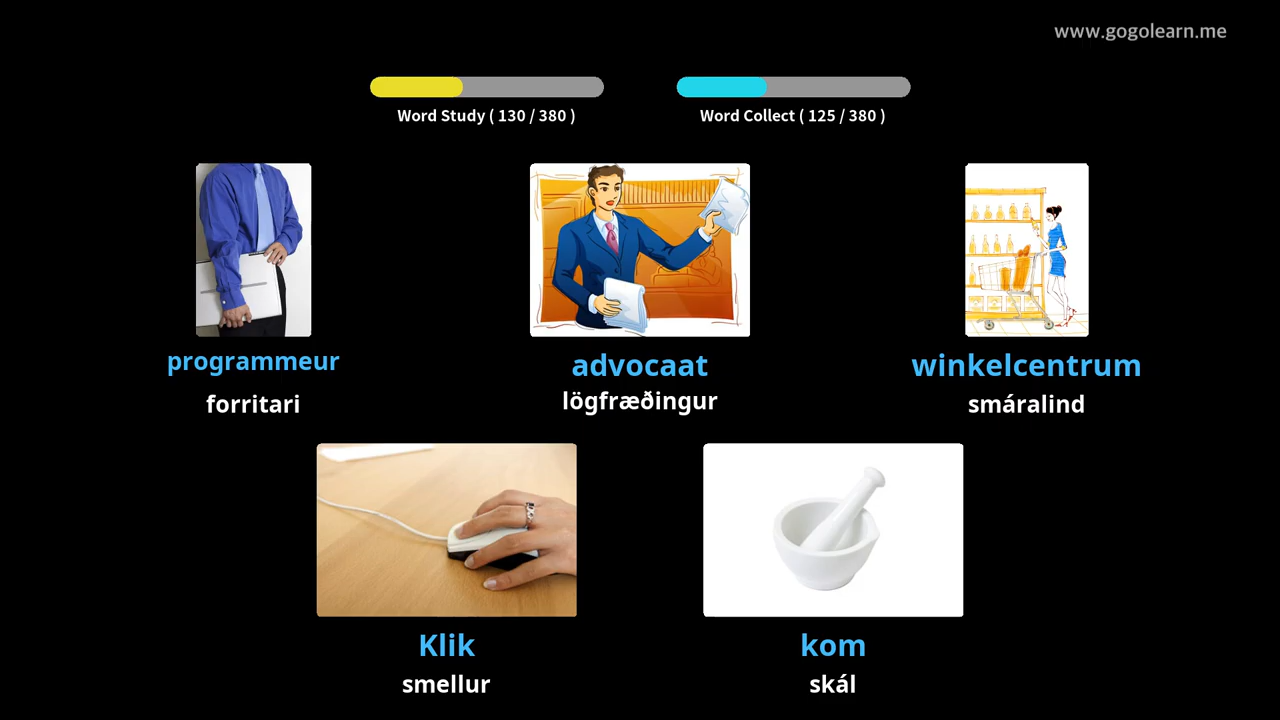 www.gogolearn.me
Word Study ( 130 / 380 )
Word Collect ( 125 / 380 )
programmeur
advocaat
winkelcentrum
forritari
lögfræðingur
smáralind
Klik
kom
smellur
skál